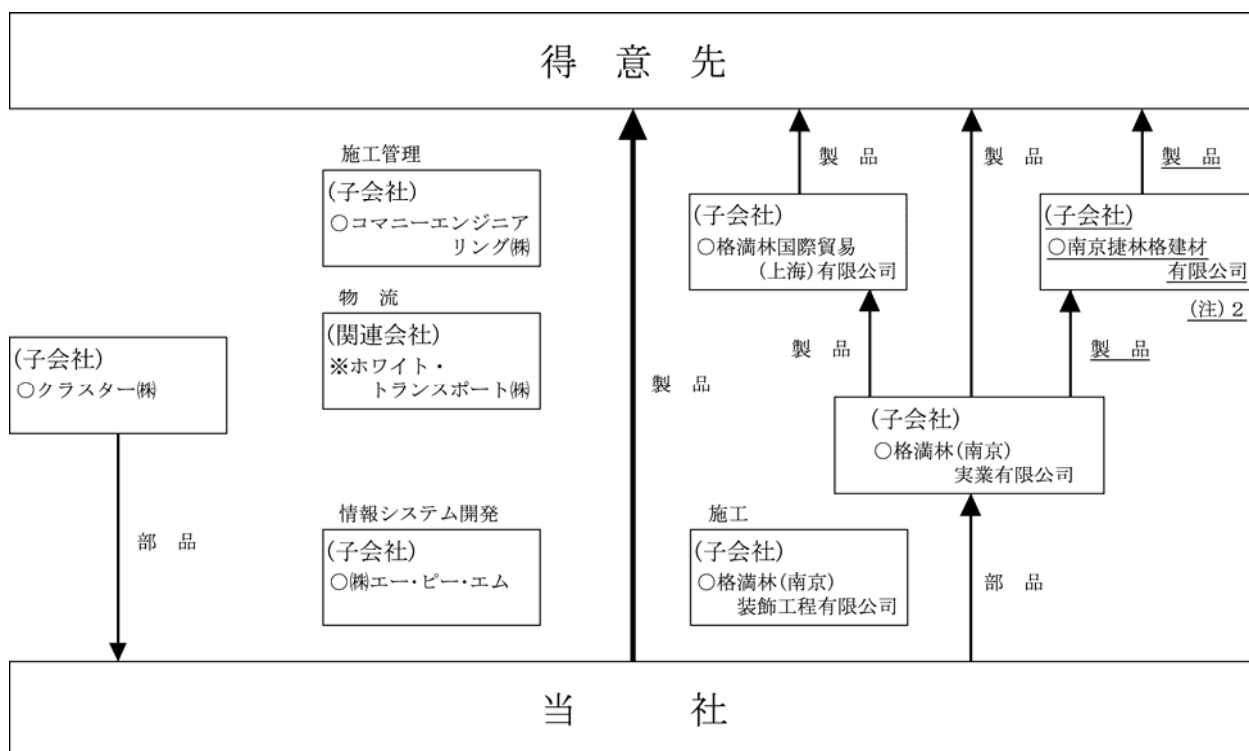 得　意　先
施工管理
(子会社)
○コマニーエンジニア
リング㈱
物　流
(関連会社)
※ホワイト・
トランスポート㈱
(子会社)
○クラスター㈱
部　品
情報システム開発
(子会社)
○㈱エー・ピー・エム
製　品
製　品
(子会社)
○格満林国際貿易
(上海)有限公司
製　品
製　品
製　品
(子会社)
○南京捷林格建材
有限公司
(注)２
製　品
(子会社)
○格満林(南京)
実業有限公司
施工
(子会社)
○格満林(南京)
装飾工程有限公司
部　品
当　　社